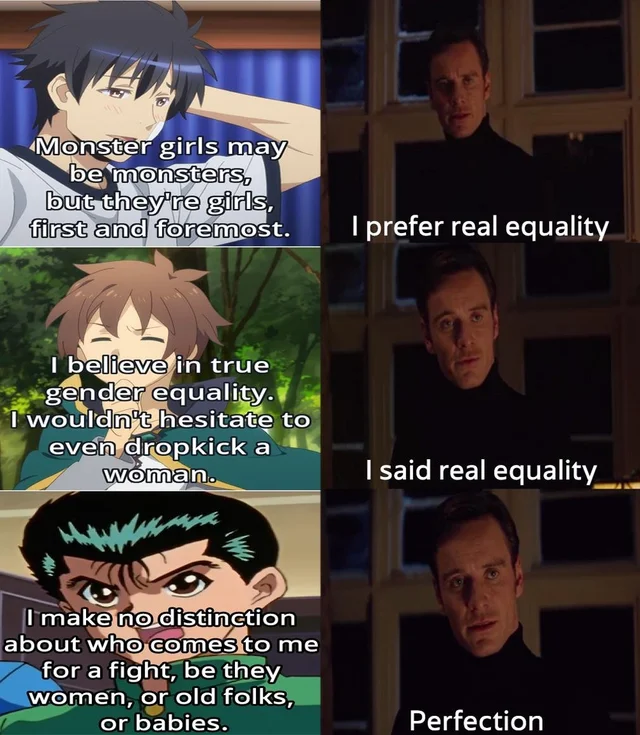 Monster girls may
be monsters,
but they're girls,
first and foremost.
I prefer real equality
I believe in true
gender equality.
I wouldn't hesitate to
even dropkick a
woman.
I said real equality
I make no distinction
about who comes to me
for a fight, be they
women, or old folks,
or babies.
Perfection